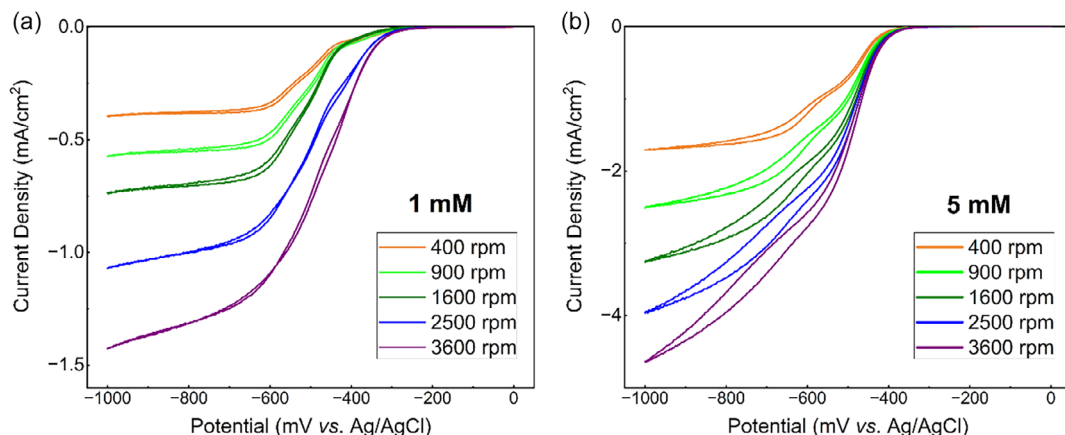 (a)
Current Density (mA/cm²)
0.0
−0.5
−1.0
−1.5
1 mM
400 rpm
900 rpm
1600 rpm
2500 rpm
3600 rpm
−1000 −800 −600 −400 −200 0
Potential (mV vs. Ag/AgCl)
(b)
Current Density (mA/cm²)
0
−2
−4
5 mM
400 rpm
900 rpm
1600 rpm
2500 rpm
3600 rpm
−1000 −800 −600 −400 −200 0
Potential (mV vs. Ag/AgCl)